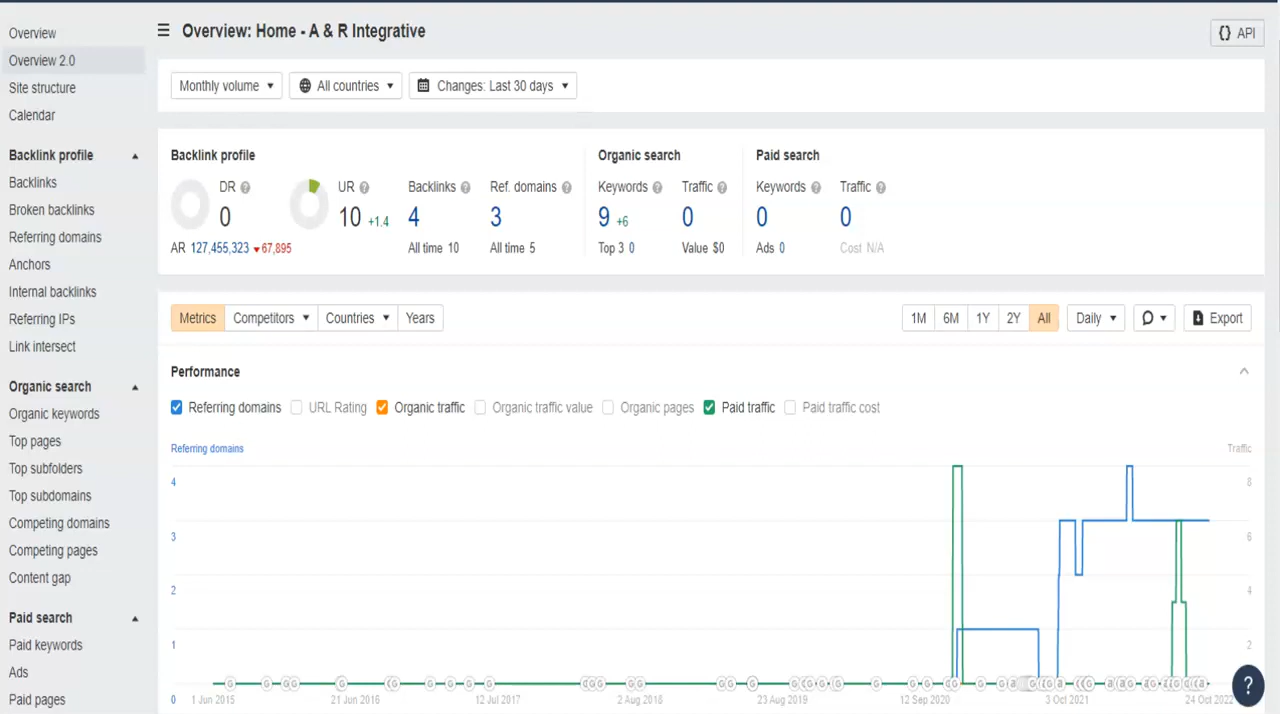 Overview
Overview 2.0
Site structure
Calendar
Backlink profile
Backlinks
Broken backlinks
Referring domains
Anchors
Internal backlinks
Referring IPs
Link intersect
Organic search
Organic keywords
Top pages
Top subfolders
Top subdomains
Competing domains
Competing pages
Content gap
Paid search
Paid keywords
Ads
Paid pages
Overview: Home - A & R Integrative
{} API
Monthly volume All countries Changes: Last 30 days
Backlink profile Organic search Paid search
DR ? UR ? Backlinks ? Ref. domains ? Keywords ? Traffic ? Keywords ? Traffic ?
0 10 +1.4 4 3 9 +6 0 0 0
AR 127,455,323 67,895 All time 10 All time 5 Top 3 0 Value $0 Ads 0 Cost N/A
Metrics Competitors Countries Years 1M 6M 1Y 2Y All Daily Export
Performance
Referring domains URL Rating Organic traffic Organic traffic value Organic pages Paid traffic Paid traffic cost
Referring domains Traffic
4 8
3 6
2 4
1 2
0 1 Jun 2015 21 Jun 2016 12 Jul 2017 2 Aug 2018 23 Aug 2019 12 Sep 2020 3 Oct 2021 24 Oct 2022
?